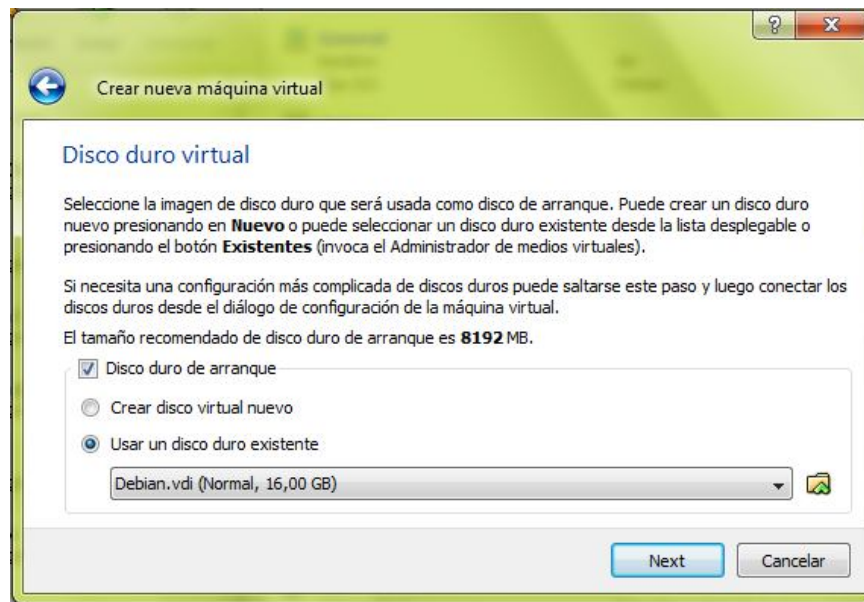 Crear nueva máquina virtual
Disco duro virtual
Seleccione la imagen de disco duro que será usada como disco de arranque. Puede crear un disco duro
nuevo presionando en Nuevo o puede seleccionar un disco duro existente desde la lista desplegable o
presionando el botón Existentes (invoca el Administrador de medios virtuales).
Si necesita una configuración más complicada de discos duros puede saltarse este paso y luego conectar los
discos duros desde el diálogo de configuración de la máquina virtual.
El tamaño recomendado de disco duro de arranque es 8192 MB.
Disco duro de arranque
Crear disco virtual nuevo
Usar un disco duro existente
Debian.vdi (Normal, 16,00 GB)
Next Cancelar